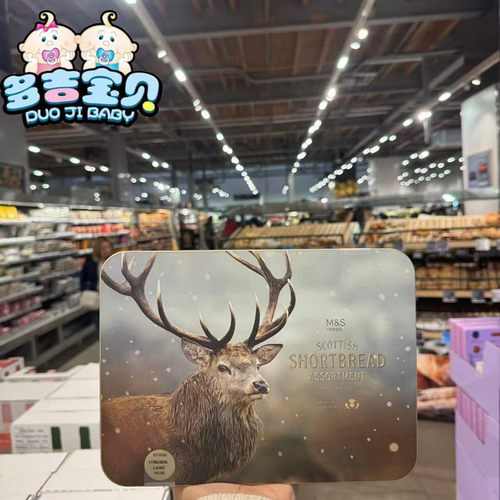 多吉宝贝
DUO JI BABY
M&S
FOOD
SCOTTISH
SHORTBREAD
ASSORTMENT